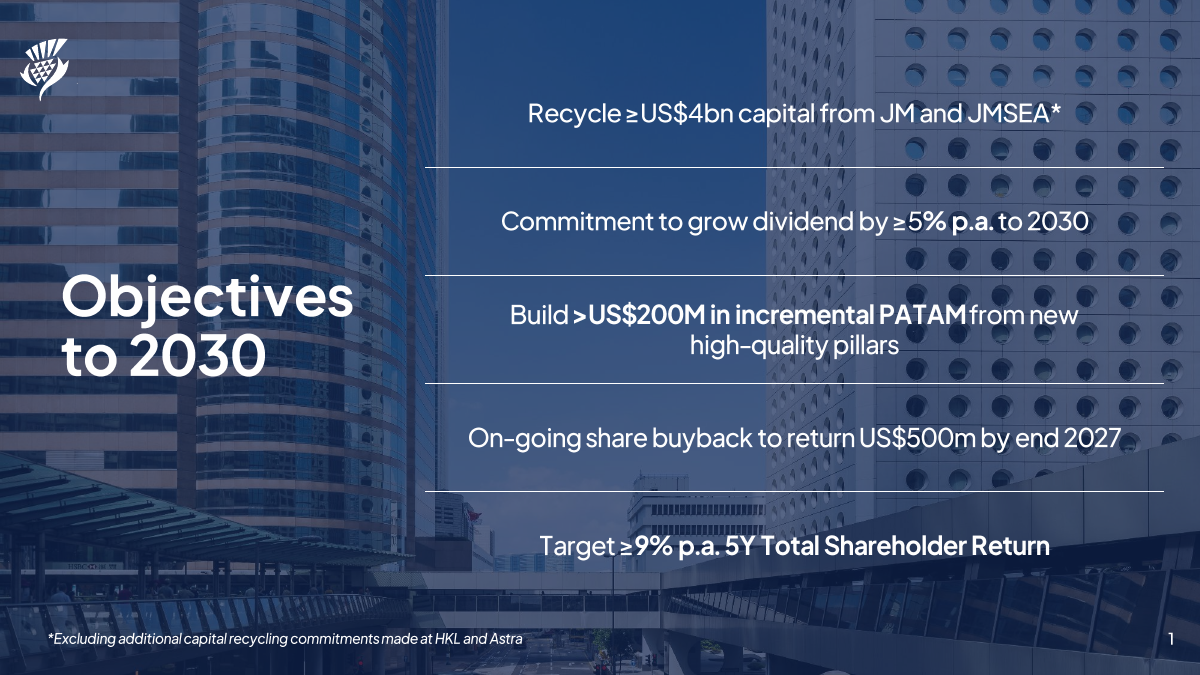 Objectives
to 2030
Recycle ≥US$4bn capital from JM and JMSEA*
Commitment to grow dividend by ≥5% p.a. to 2030
Build >US$200M in incremental PATAM from new
high-quality pillars
On-going share buyback to return US$500m by end 2027
Target ≥9% p.a. 5Y Total Shareholder Return
*Excluding additional capital recycling commitments made at HKL and Astra
1